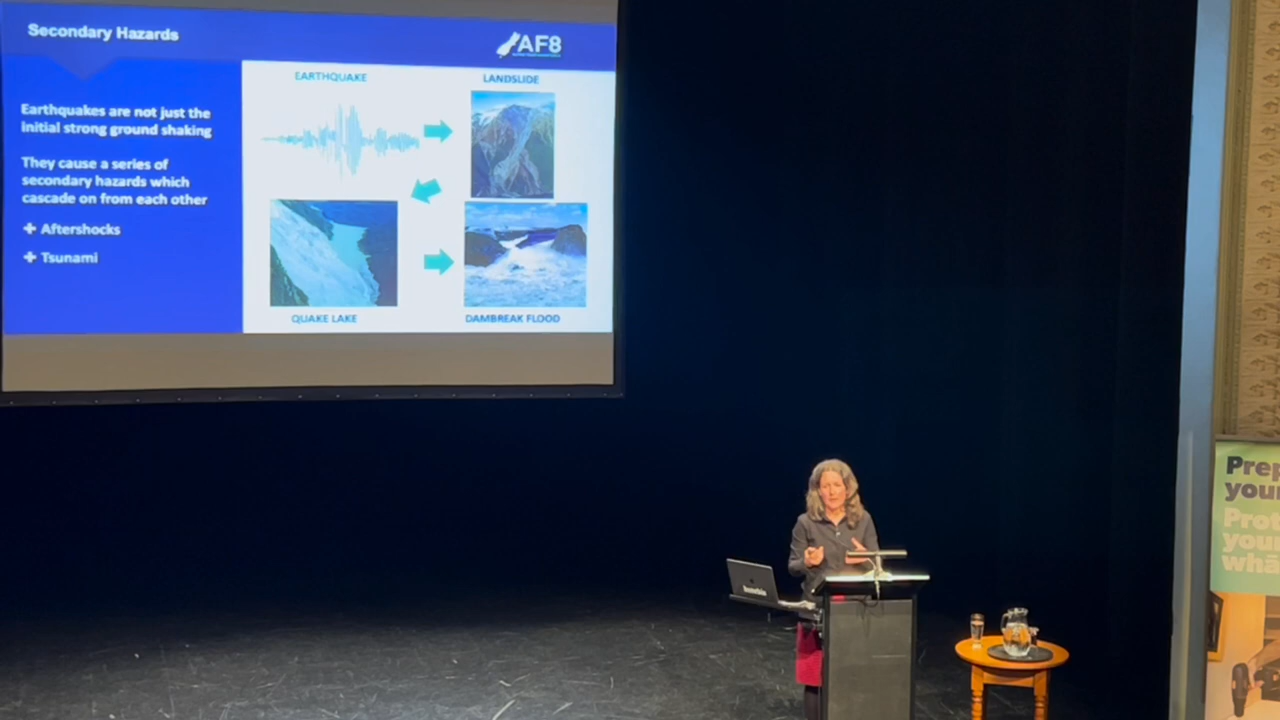 Secondary Hazards
AF8
Earthquakes are not just the
initial strong ground shaking
They cause a series of
secondary hazards which
cascade on from each other
+ Aftershocks
+ Tsunami
EARTHQUAKE
LANDSLIDE
QUAKE LAKE
DAMBREAK FLOOD
Prep
your
Prot
your
whā